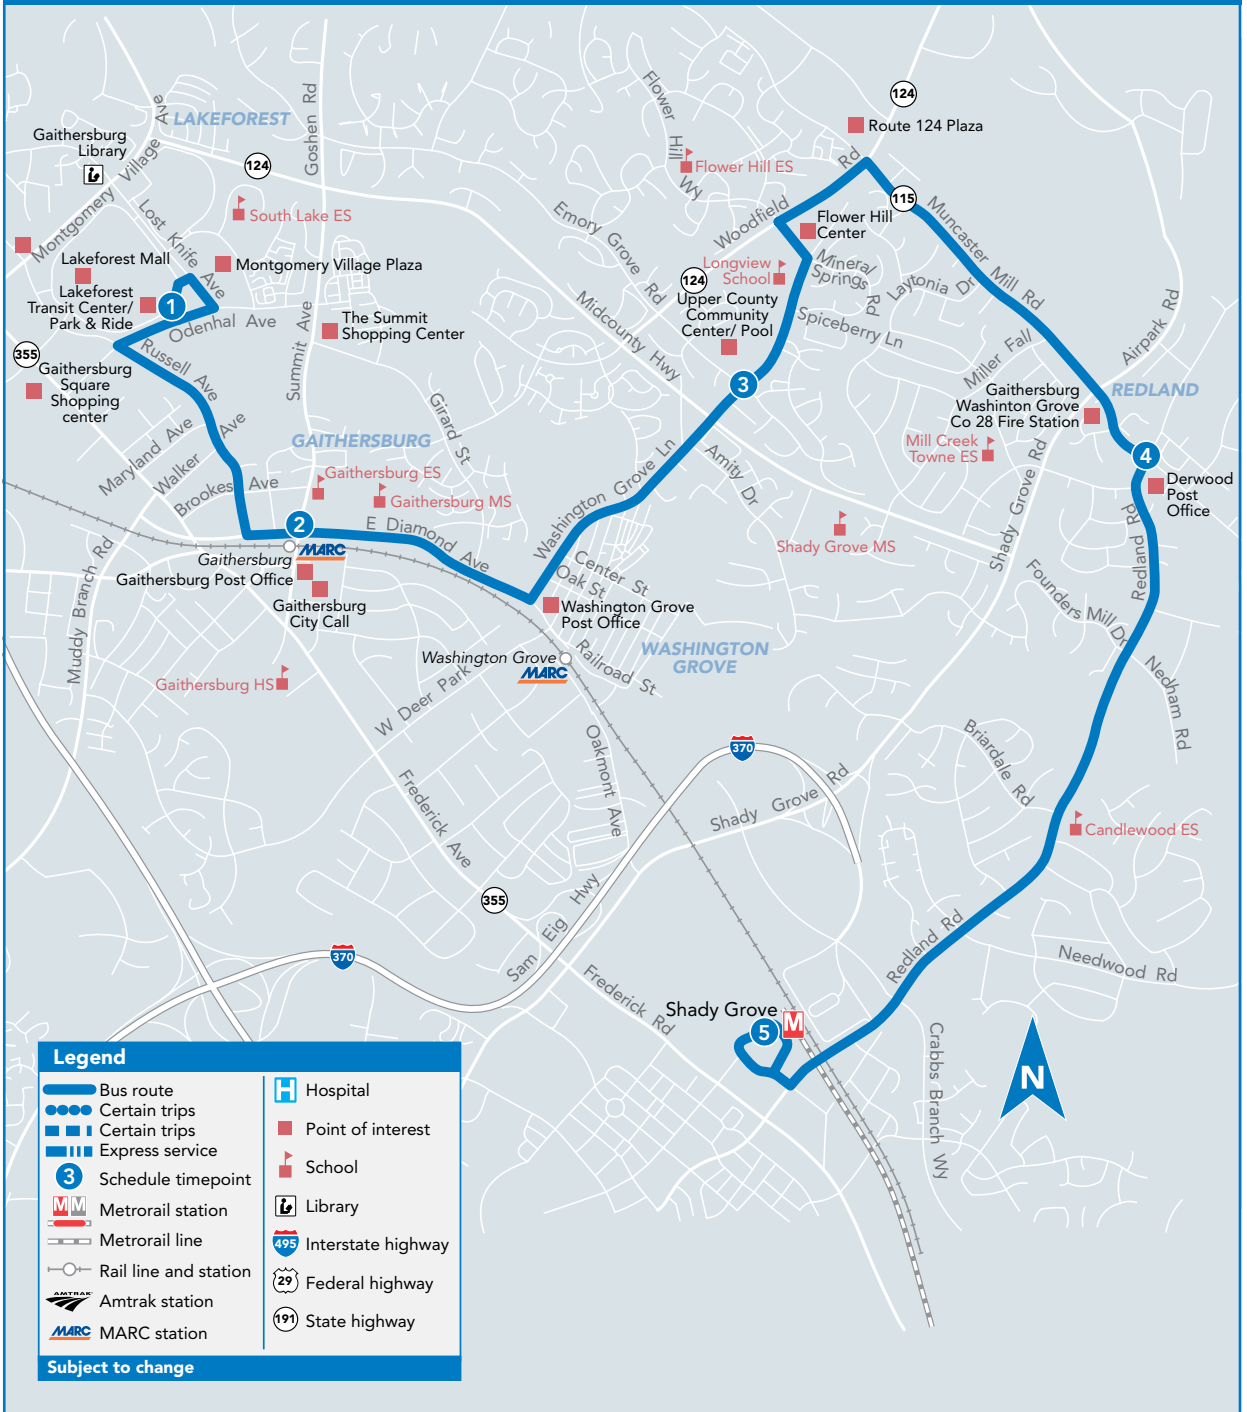 124
Route 124 Plaza
LAKEFOREST
Gaithersburg
Library
Montgomery Village Ave
Goshen Rd
124
Flower Hill Wy
Flower Hill ES
Woodfield Rd
115
Muncaster Mill Rd
Lost Knife Ave
South Lake ES
Emory Grove Rd
Flower Hill
Center
Lakeforest Mall
Montgomery Village Plaza
Longview
School
Mineral
Springs Rd
Laytonia Dr
124
Lakeforest
Transit Center/
Park & Ride
1
Odenhal Ave
Summit Ave
The Summit
Shopping Center
Midcounty Hwy
Upper County
Community
Center/ Pool
Spiceberry Ln
Miller Fall
Airpark Rd
355
Gaithersburg
Square
Shopping
center
Russell Ave
3
Gaithersburg
Washinton Grove
Co 28 Fire Station
REDLAND
Maryland Ave
Walker Ave
Brookes Ave
GAITHERSBURG
Girard St
Washington Grove Ln
Amity Dr
Mill Creek
Towne ES
Shady Grove Rd
4
Derwood
Post
Office
Gaithersburg ES
Gaithersburg MS
2
E Diamond Ave
Shady Grove MS
Redland Rd
Muddy Branch Rd
Gaithersburg
MARC
Gaithersburg Post Office
Gaithersburg
City Call
Center St
Oak St
Washington Grove
Post Office
Founders Mill Dr
Washington Grove
MARC
Railroad St
WASHINGTON
GROVE
Nedham Rd
Gaithersburg HS
W Deer Park
Oakmont Ave
370
Briardale Rd
Frederick Ave
Shady Grove Rd
Candlewood ES
355
Sam Eig Hwy
370
Redland Rd
Needwood Rd
Frederick Rd
Shady Grove
5
M
Crabbs Branch Wy
N
Legend
Bus route
Certain trips
Certain trips
Express service
3 Schedule timepoint
M M Metrorail station
Metrorail line
Rail line and station
AMTRAK Amtrak station
MARC MARC station
H Hospital
Point of interest
School
Library
495 Interstate highway
29 Federal highway
191 State highway
Subject to change